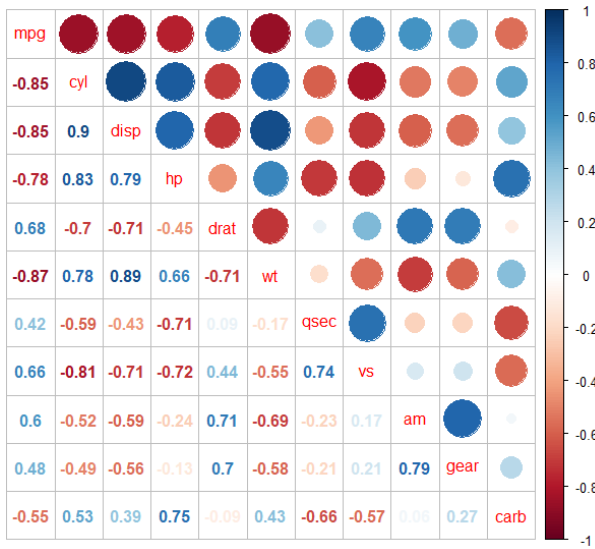 mpg
-0.85 cyl
-0.85 0.9 disp
-0.78 0.83 0.79 hp
0.68 -0.7 -0.71 -0.45 drat
-0.87 0.78 0.89 0.66 -0.71 wt
0.42 -0.59 -0.43 -0.71 0.09 -0.17 qsec
0.66 -0.81 -0.71 -0.72 0.44 -0.55 0.74 vs
0.6 -0.52 -0.59 -0.24 0.71 -0.69 -0.23 0.17 am
0.48 -0.49 -0.56 -0.13 0.7 -0.58 -0.21 0.21 0.79 gear
-0.55 0.53 0.39 0.75 -0.09 0.43 -0.66 -0.57 0.06 0.27 carb
1
0.8
0.6
0.4
0.2
0
-0.2
-0.4
-0.6
-0.8
-1